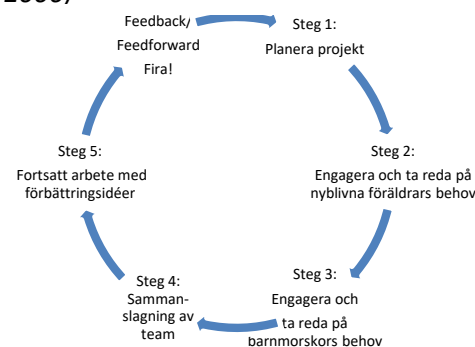 Feedback/
Feedforward
Fira!
Steg 1:
Planera projekt
Steg 2:
Engagera och ta reda på
nyblivna föräldrars behov
Steg 3:
Engagera och
ta reda på
barnmorskors behov
Steg 4:
Samman-
slagning av
team
Steg 5:
Fortsatt arbete med
förbättringsidéer